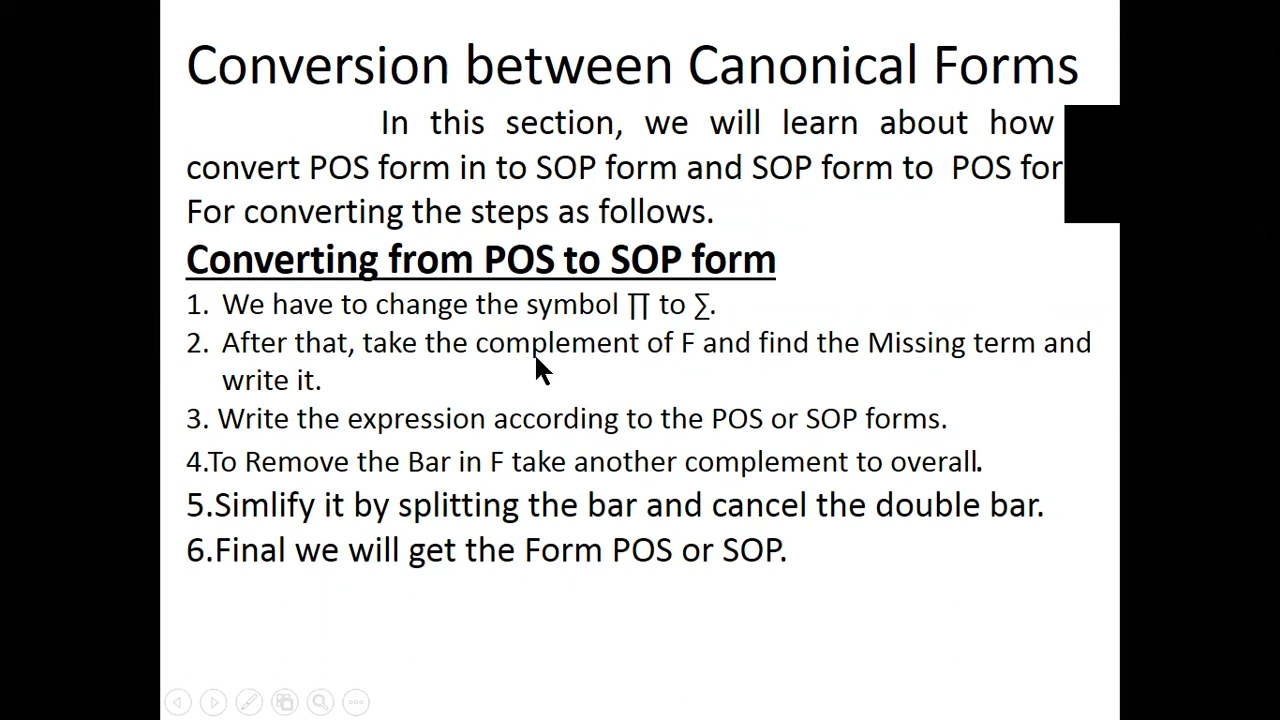 Conversion between Canonical Forms
In this section, we will learn about how
convert POS form in to SOP form and SOP form to POS for
For converting the steps as follows.
Converting from POS to SOP form
1. We have to change the symbol ∏ to ∑.
2. After that, take the complement of F and find the Missing term and
write it.
3. Write the expression according to the POS or SOP forms.
4.To Remove the Bar in F take another complement to overall.
5.Simlify it by splitting the bar and cancel the double bar.
6.Final we will get the Form POS or SOP.